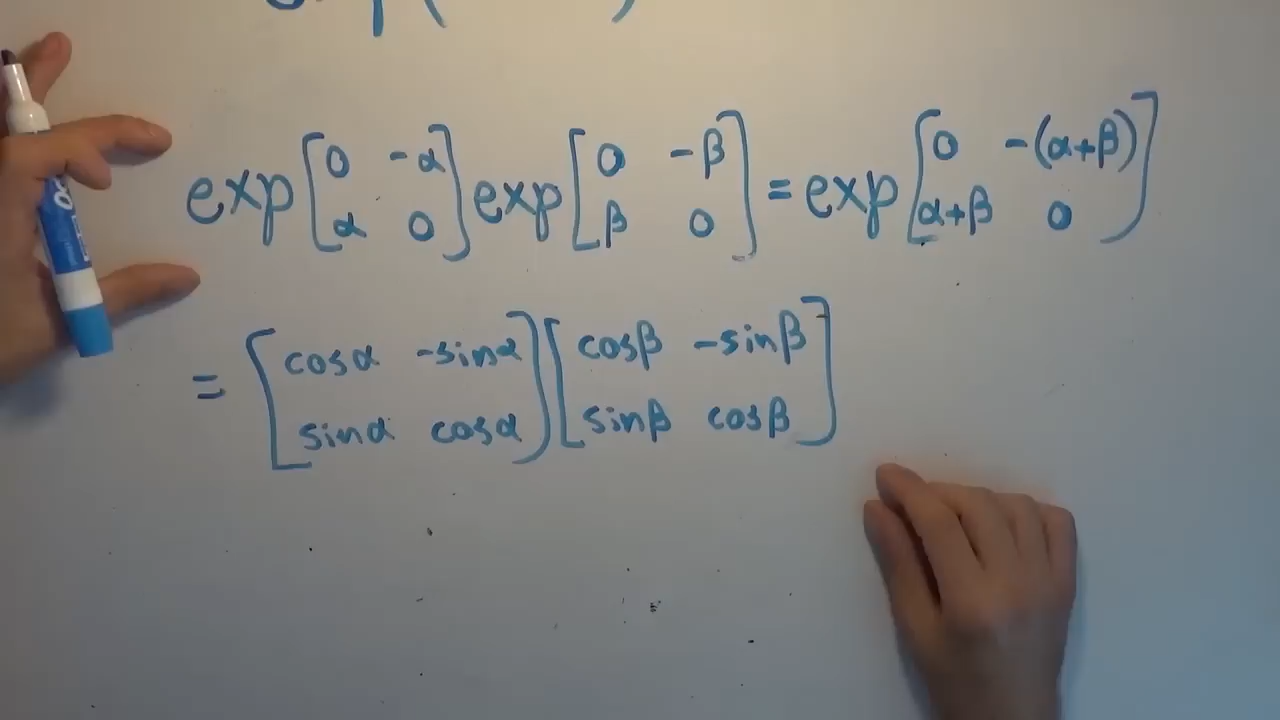 exp[0 -α α 0] exp[0 -β β 0] = exp[0 -(α+β) α+β 0]
= [cosα -sinα sinα cosα][cosβ -sinβ sinβ cosβ]